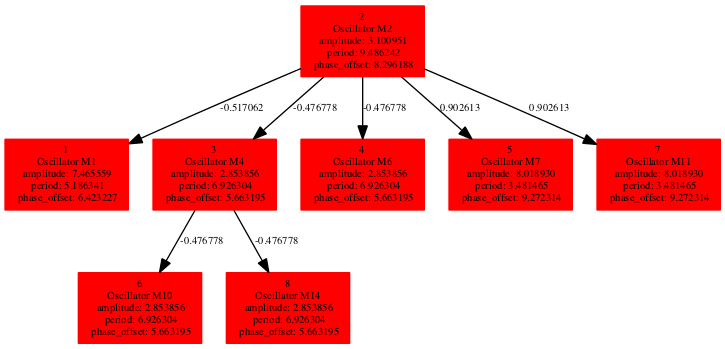 2
Oscillator M2
amplitude: 3.100951
period: 9.486242
phase_offset: 8.296188
-0.517062
-0.476778
-0.476778
0.902613
0.902613
1
Oscillator M1
amplitude: 7.465559
period: 5.186341
phase_offset: 6.423227
3
Oscillator M4
amplitude: 2.853856
period: 6.926304
phase_offset: 5.663195
4
Oscillator M6
amplitude: 2.853856
period: 6.926304
phase_offset: 5.663195
5
Oscillator M7
amplitude: 8.018930
period: 3.481465
phase_offset: 9.272314
7
Oscillator M11
amplitude: 8.018930
period: 3.481465
phase_offset: 9.272314
-0.476778
-0.476778
6
Oscillator M10
amplitude: 2.853856
period: 6.926304
phase_offset: 5.663195
8
Oscillator M14
amplitude: 2.853856
period: 6.926304
phase_offset: 5.663195